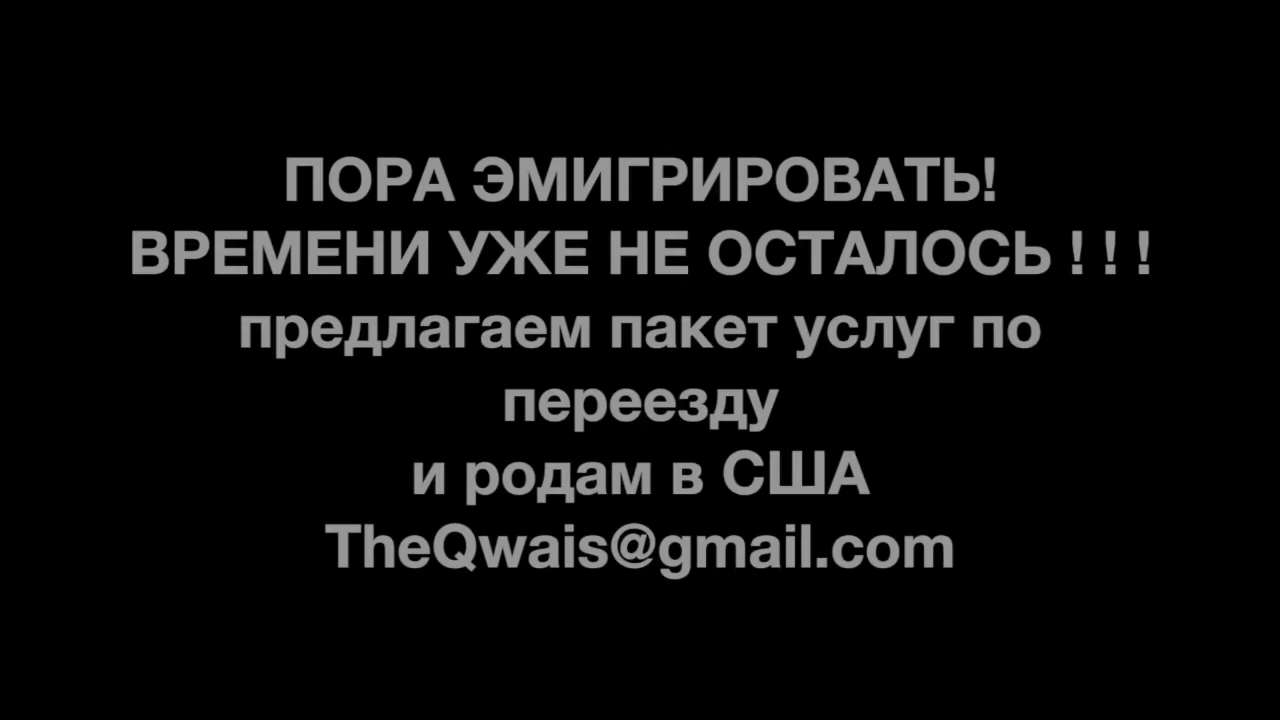 ПОРА ЭМИГРИРОВАТЬ!
ВРЕМЕНИ УЖЕ НЕ ОСТАЛОСЬ ! ! !
предлагаем пакет услуг по
переезду
и родам в США
TheQwais@gmail.com